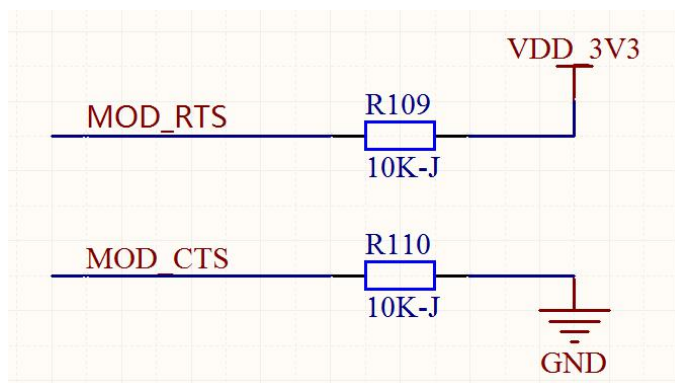 VDD_3V3
MOD_RTS
R109
10K-J
MOD_CTS
R110
10K-J
GND